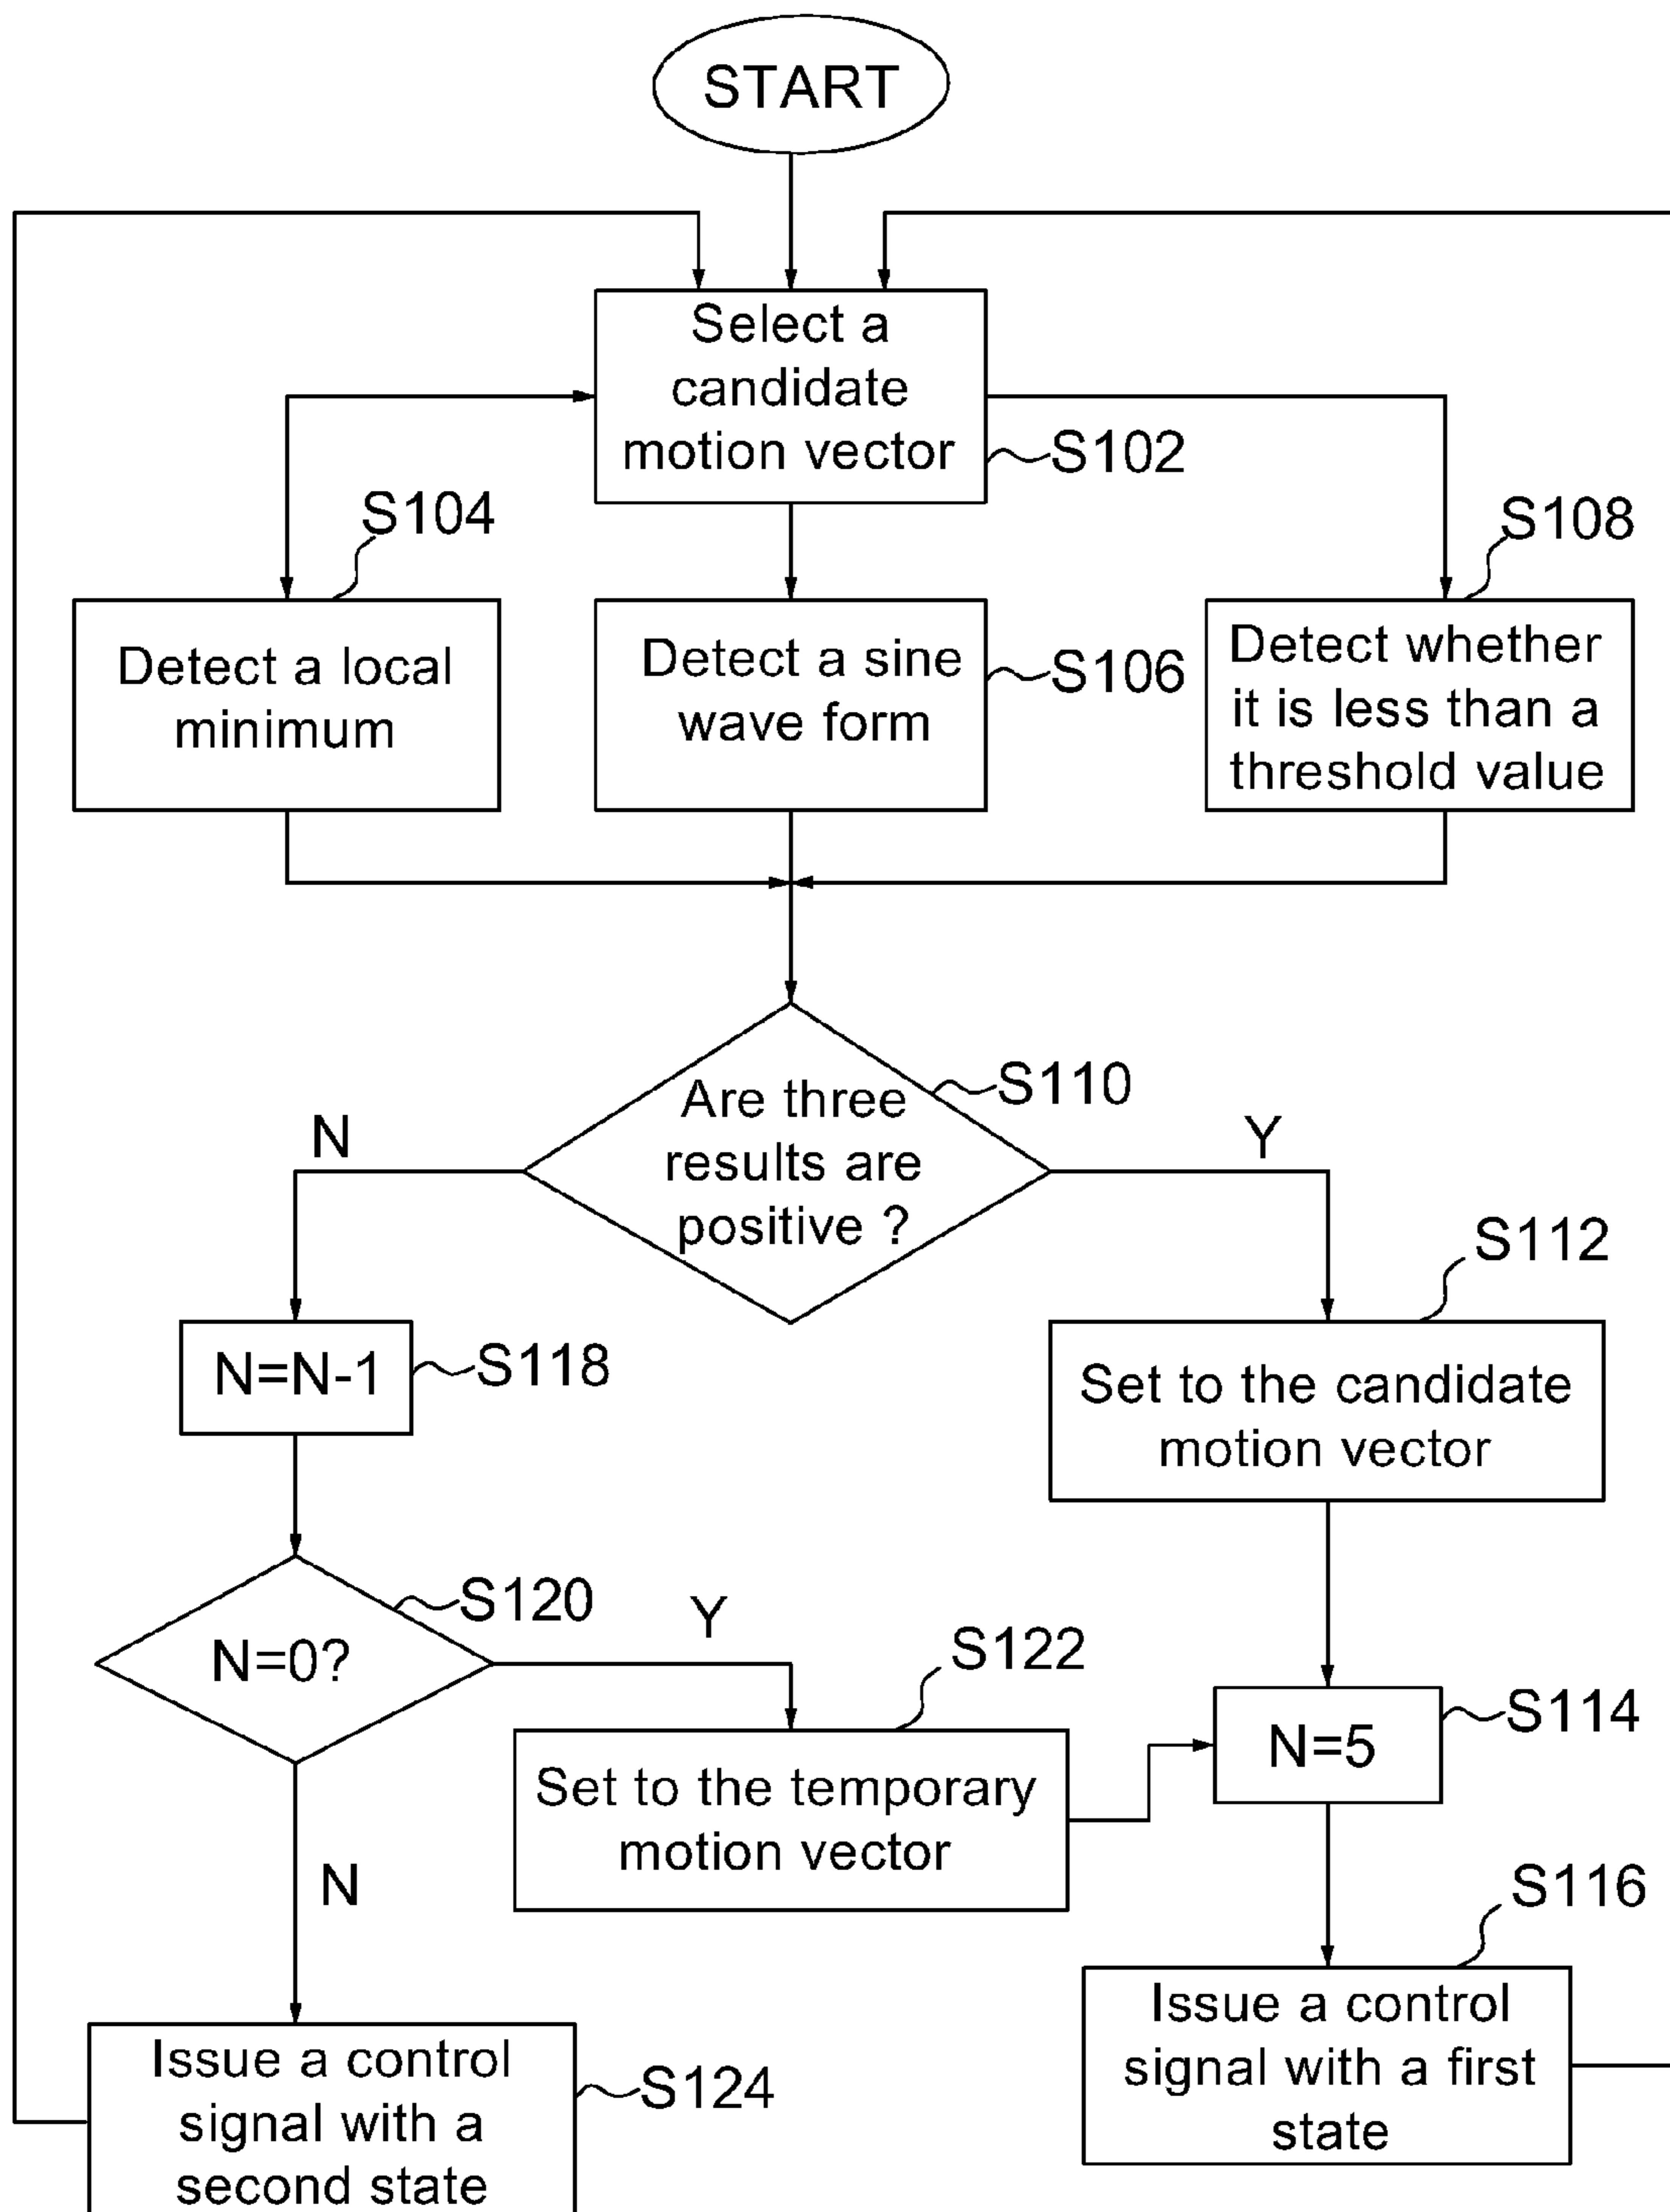 START
Select a
candidate
motion vector
S102
S104
S108
Detect a local
minimum
Detect a sine
wave form
S106
Detect whether
it is less than a
threshold value
S110
Are three
results are
positive ?
N
Y
S112
N=N-1
S118
Set to the candidate
motion vector
S120
N=0?
Y
S122
S114
N=5
Set to the temporary
motion vector
N
S116
Issue a control
signal with a first
state
Issue a control
signal with a
second state
S124